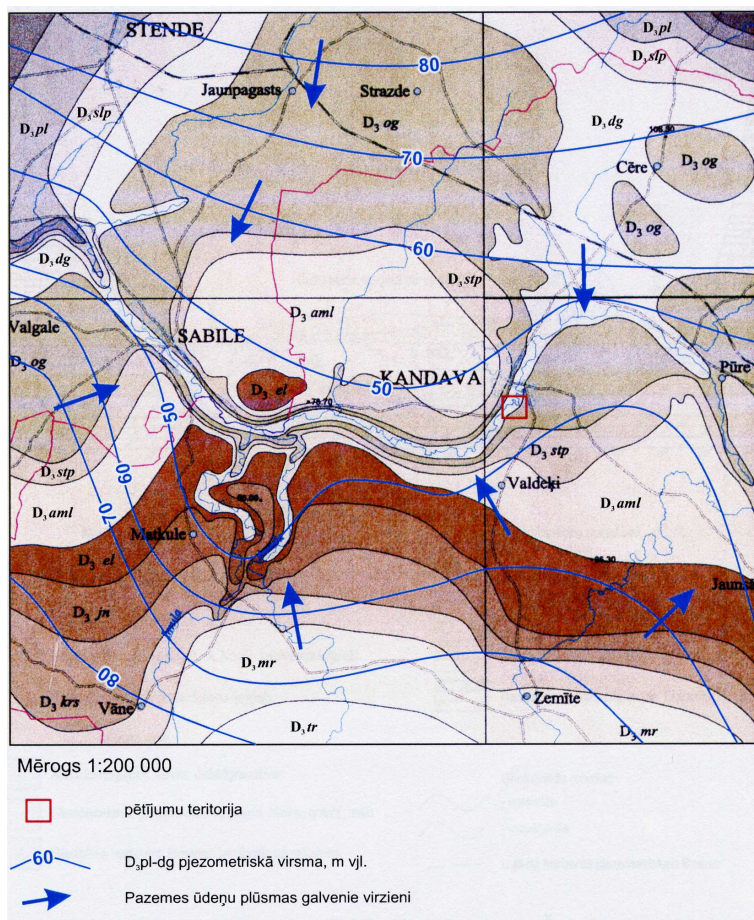 STENDE
D₃pl
D₃slp
80
Jaunpagasts
Strazde
D₃slp
D₃og
D₃dg
D₃pl
70
Cēre
D₃og
D₃og
60
D₃dg
D₃stp
D₃aml
Valgale
SABILE
D₃og
50
KANDAVA
Pūre
D₃el
50
D₃stp
D₃stp
60
Valdeķi
D₃aml
D₃aml
70
Matkule
D₃el
D₃jn
Imula
D₃mr
80
D₃krs
Vāne
Zemīte
D₃tr
D₃mr
Mērogs 1:200 000
pētījumu teritorija
60 D₃pl-dg pjezometriskā virsma, m vjl.
Pazemes ūdeņu plūsmas galvenie virzieni